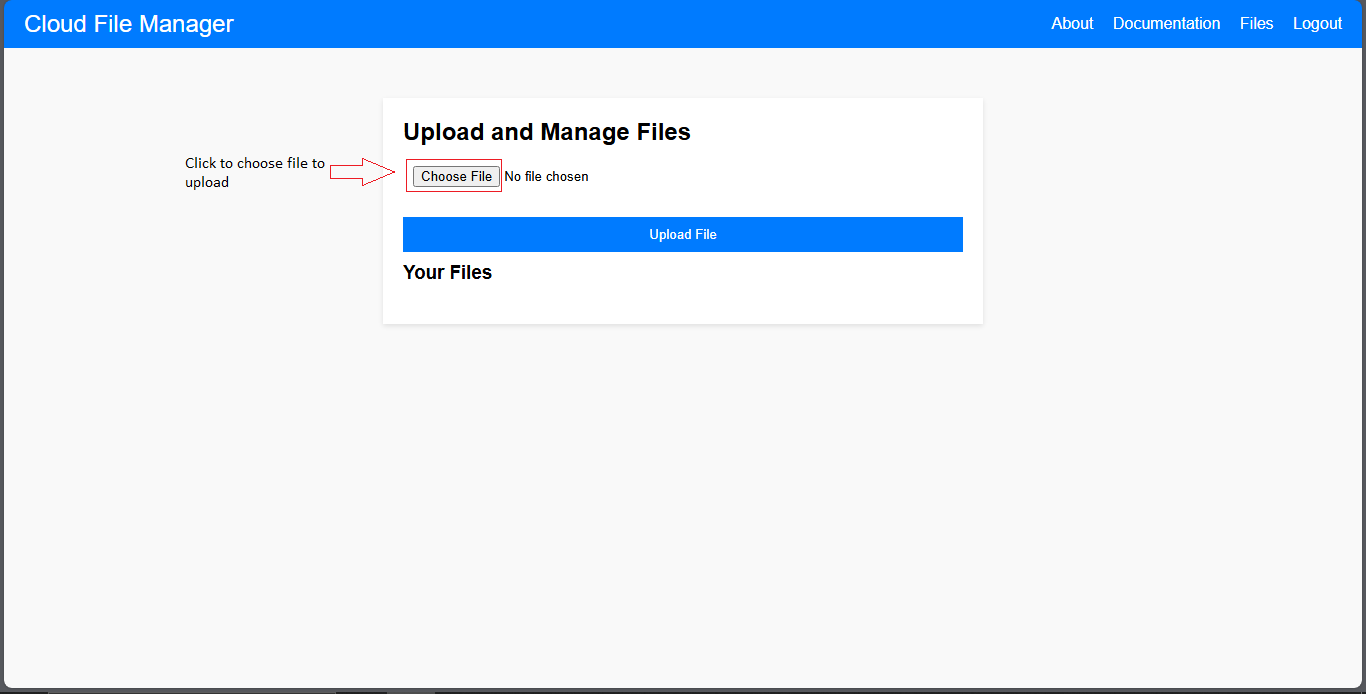 Cloud File Manager
About Documentation Files Logout
Upload and Manage Files
Click to choose file to
upload
Choose File No file chosen
Upload File
Your Files